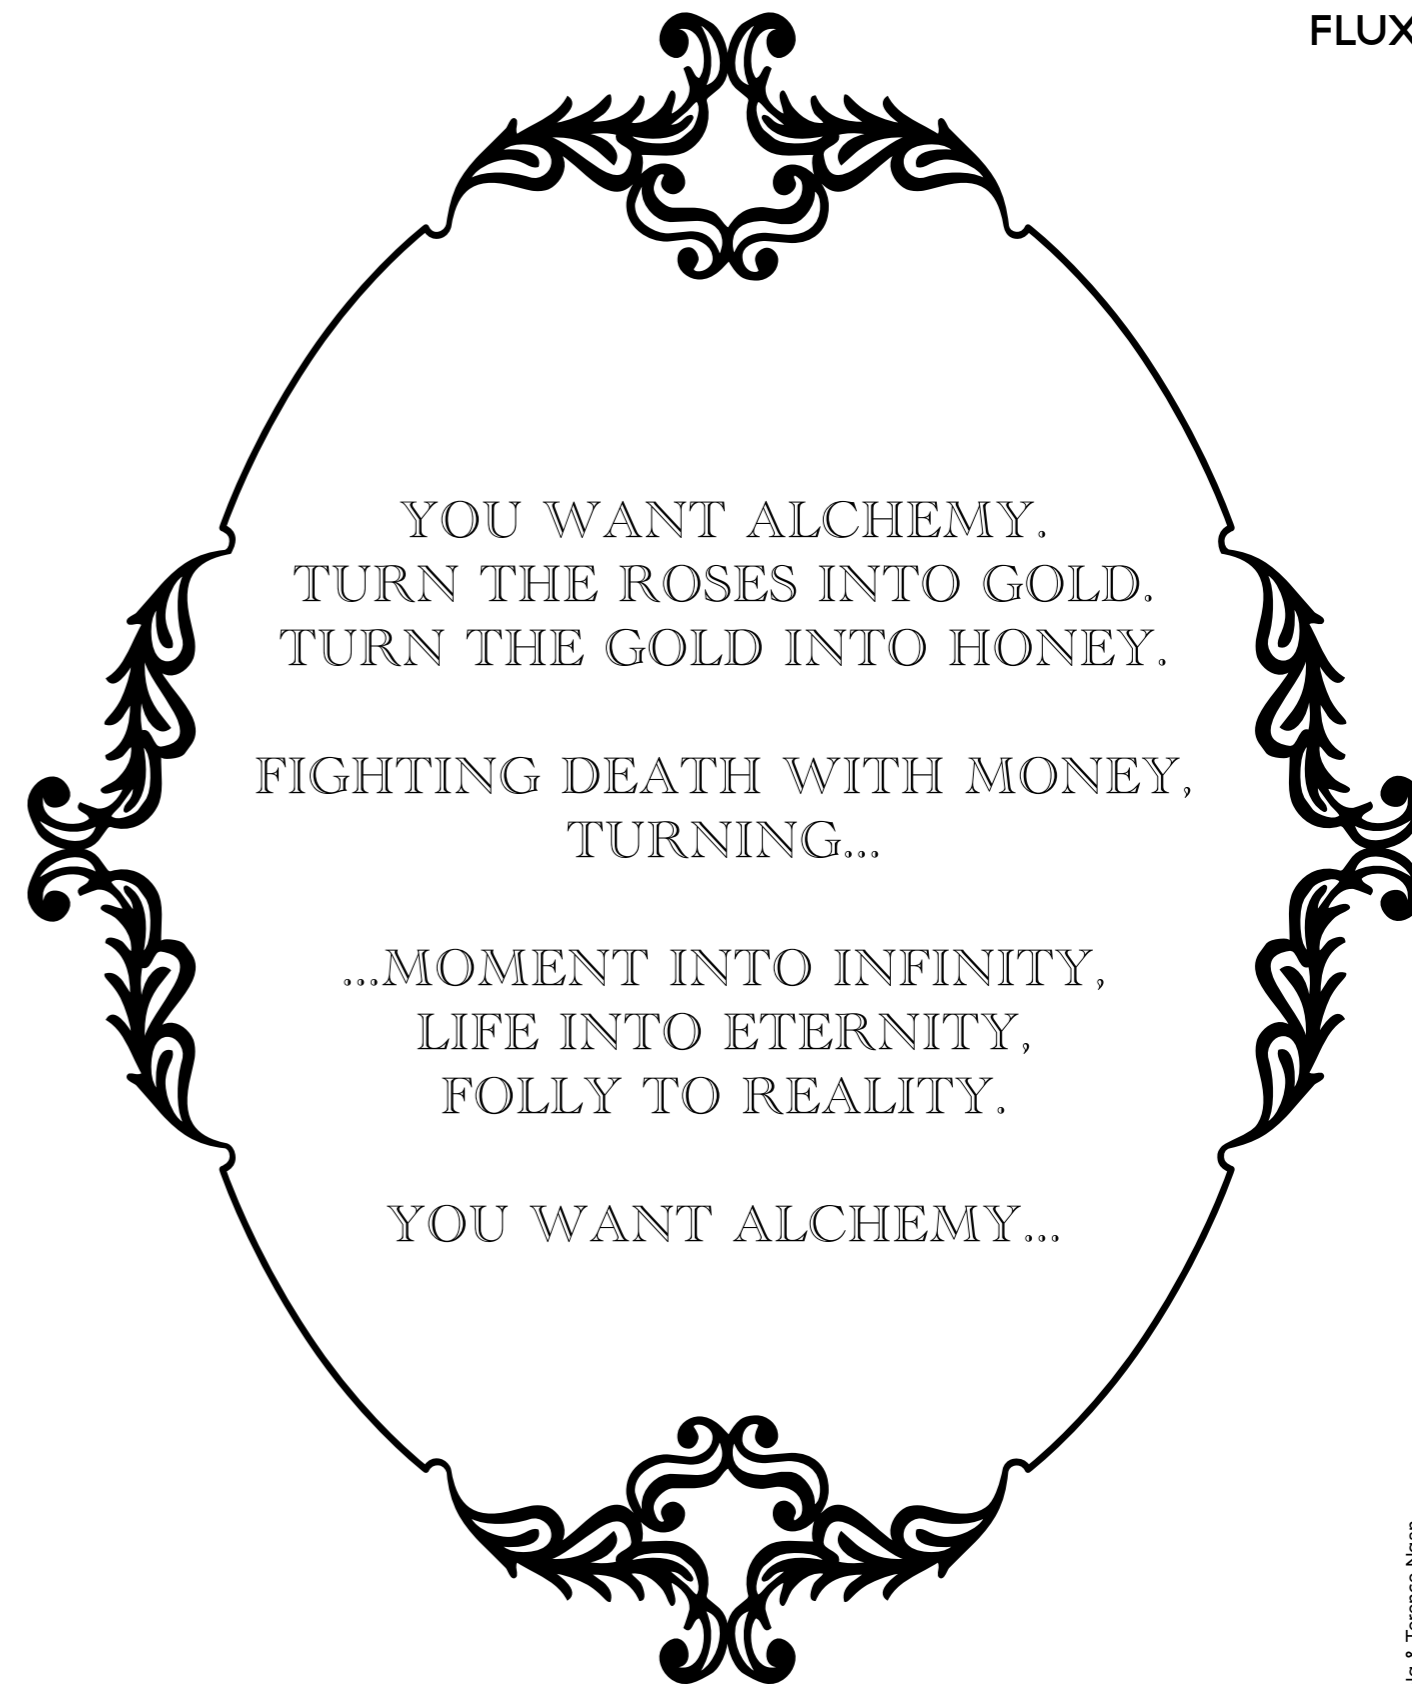 FLUX
YOU WANT ALCHEMY.
TURN THE ROSES INTO GOLD.
TURN THE GOLD INTO HONEY.
FIGHTING DEATH WITH MONEY,
TURNING...
...MOMENT INTO INFINITY,
LIFE INTO ETERNITY,
FOLLY TO REALITY.
YOU WANT ALCHEMY...